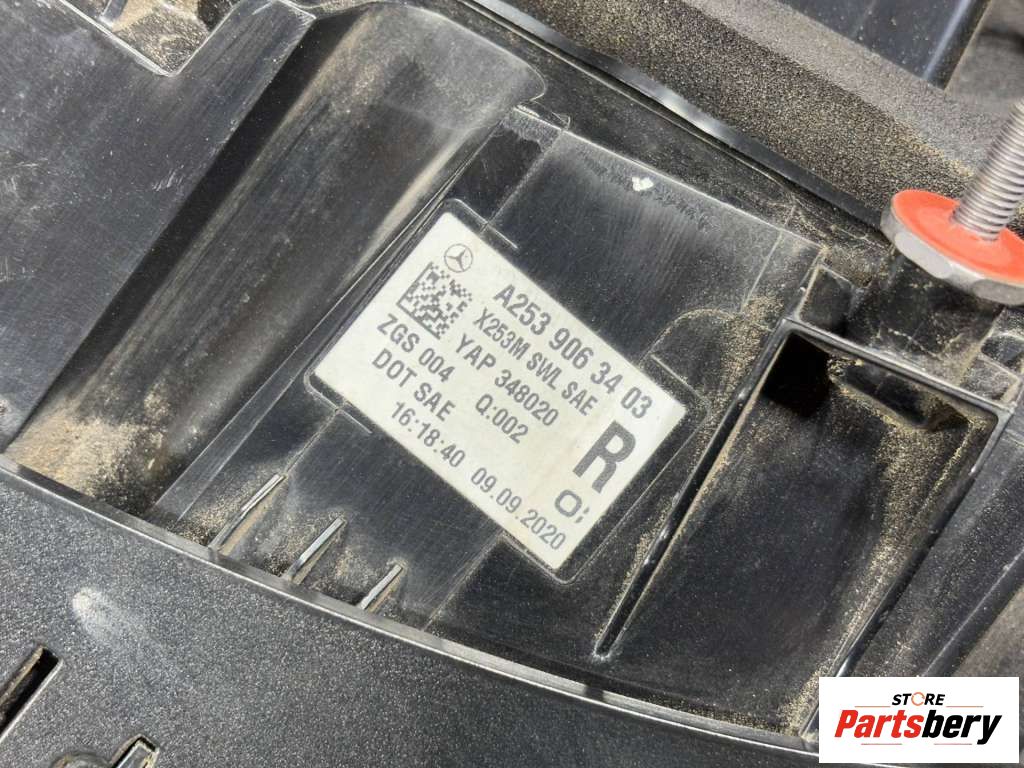 A253 906 34 03
X253M SWL SAE
YAP 348020
ZGS 004 Q:002
DOT SAE
16:18:40 09.09.2020
R
STORE
Partsbery